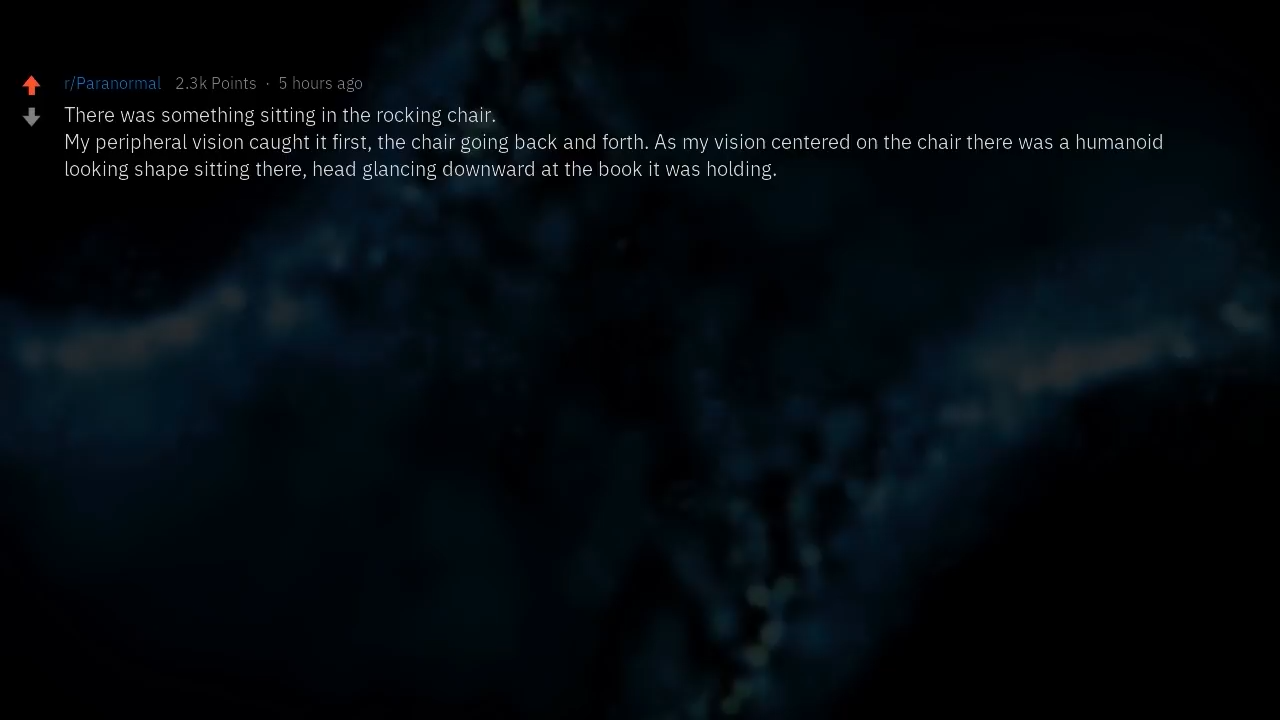 r/Paranormal 2.3k Points · 5 hours ago
There was something sitting in the rocking chair.
My peripheral vision caught it first, the chair going back and forth. As my vision centered on the chair there was a humanoid
looking shape sitting there, head glancing downward at the book it was holding.